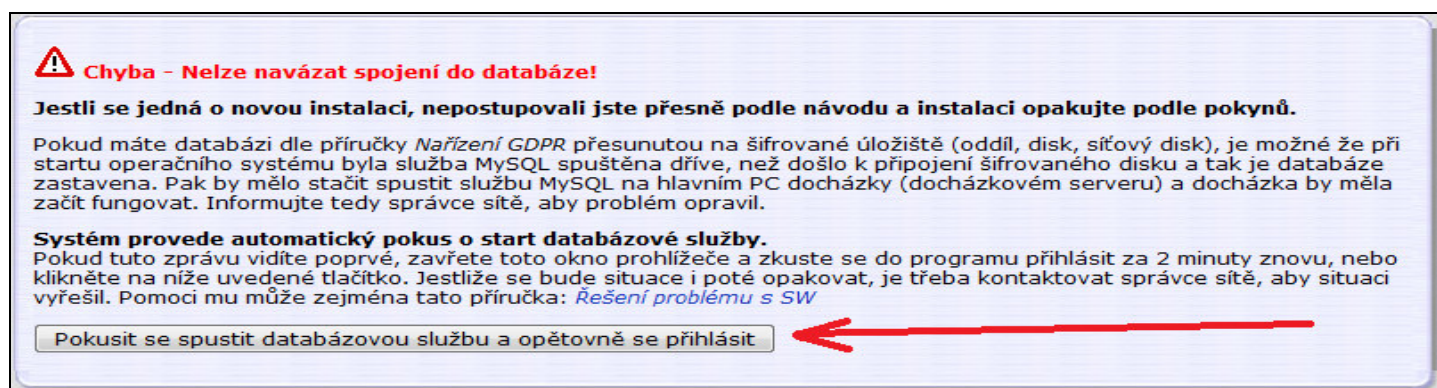 Chyba - Nelze navázat spojení do databáze!
Jestli se jedná o novou instalaci, nepostupovali jste přesně podle návodu a instalaci opakujte podle pokynů.
Pokud máte databázi dle příručky Nařízení GDPR přesunutou na šifrované úložiště (oddíl, disk, síťový disk), je možné že při
startu operačního systému byla služba MySQL spuštěna dříve, než došlo k připojení šifrovaného disku a tak je databáze
zastavena. Pak by mělo stačit spustit službu MySQL na hlavním PC docházky (docházkovém serveru) a docházka by měla
začít fungovat. Informujte tedy správce sítě, aby problém opravil.
Systém provede automatický pokus o start databázové služby.
Pokud tuto zprávu vidíte poprvé, zavřete toto okno prohlížeče a zkuste se do programu přihlásit za 2 minuty znovu, nebo
klikněte na níže uvedené tlačítko. Jestliže se bude situace i poté opakovat, je třeba kontaktovat správce sítě, aby situaci
vyřešil. Pomoci mu může zejména tato příručka: Řešení problému s SW
Pokusit se spustit databázovou službu a opětovně se přihlásit